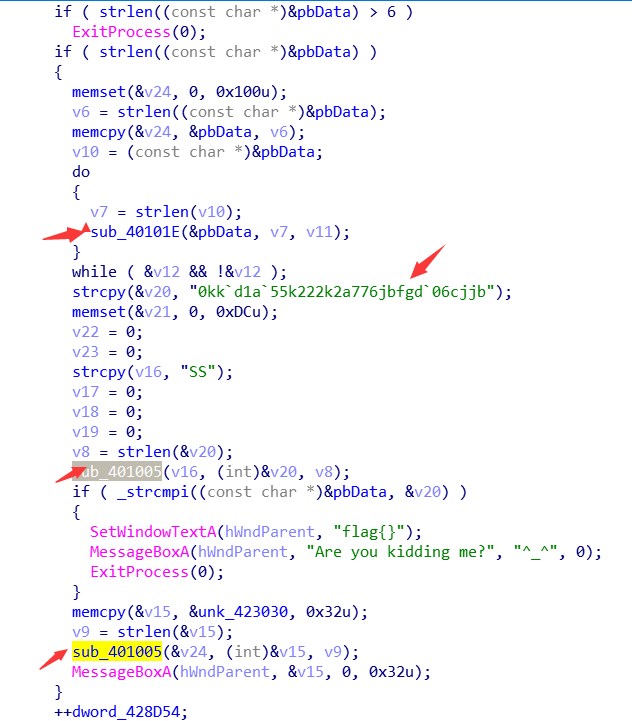 if ( strlen((const char *)&pbData) > 6 )
ExitProcess(0);
if ( strlen((const char *)&pbData) )
{
memset(&v24, 0, 0x100u);
v6 = strlen((const char *)&pbData);
memcpy(&v24, &pbData, v6);
v10 = (const char *)&pbData;
do
{
v7 = strlen(v10);
sub_40101E(&pbData, v7, v11);
}
while ( &v12 && !&v12 );
strcpy(&v20, "0kk`d1a`55k222k2a776jbfgd`06cjjb");
memset(&v21, 0, 0xDCu);
v22 = 0;
v23 = 0;
strcpy(v16, "SS");
v17 = 0;
v18 = 0;
v19 = 0;
v8 = strlen(&v20);
sub_401005(v16, (int)&v20, v8);
if ( _strcmpi((const char *)&pbData, &v20) )
{
SetWindowTextA(hWndParent, "flag{}");
MessageBoxA(hWndParent, "Are you kidding me?", "^_^", 0);
ExitProcess(0);
}
memcpy(&v15, &unk_423030, 0x32u);
v9 = strlen(&v15);
sub_401005(&v24, (int)&v15, v9);
MessageBoxA(hWndParent, &v15, 0, 0x32u);
}
++dword_428D54;